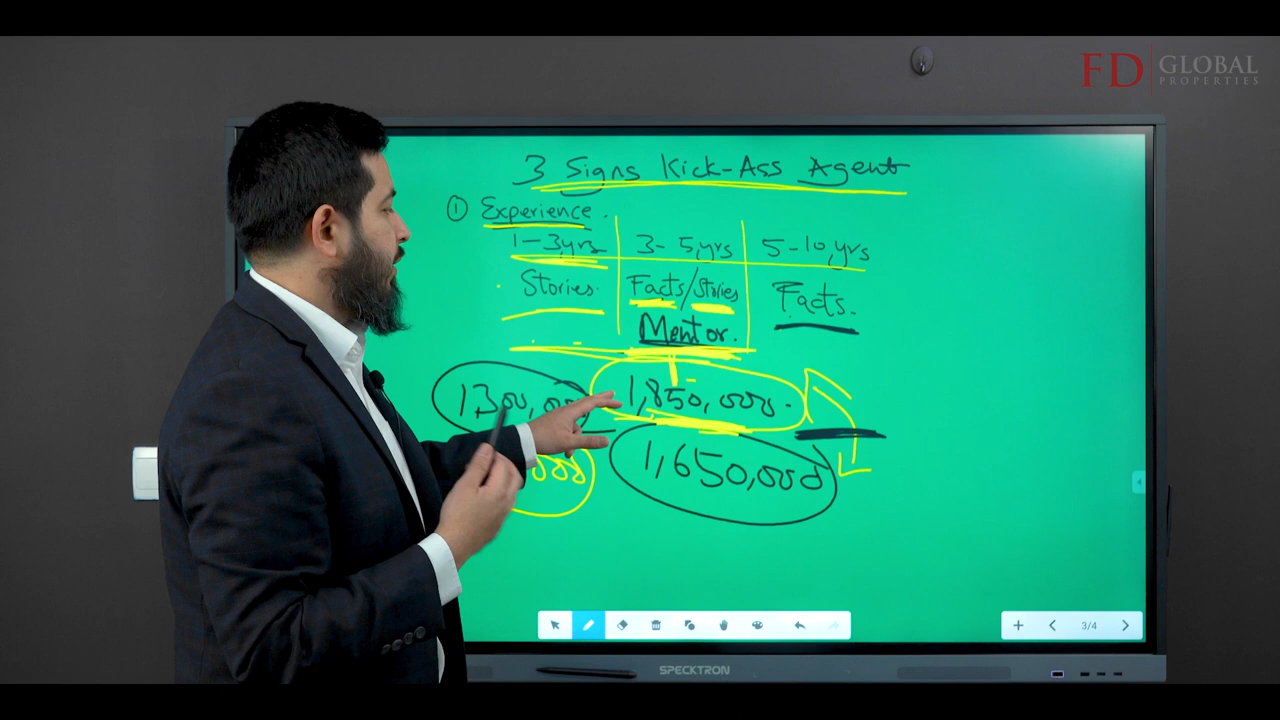 FD GLOBAL
PROPERTIES
3 Signs Kick-Ass Agent
① Experience.
1-3yrs 3-5yrs 5-10yrs
Stories. Facts/Stories Facts.
Mentor.
1,850,000.
1,650,000
3/4
SPECKTRON